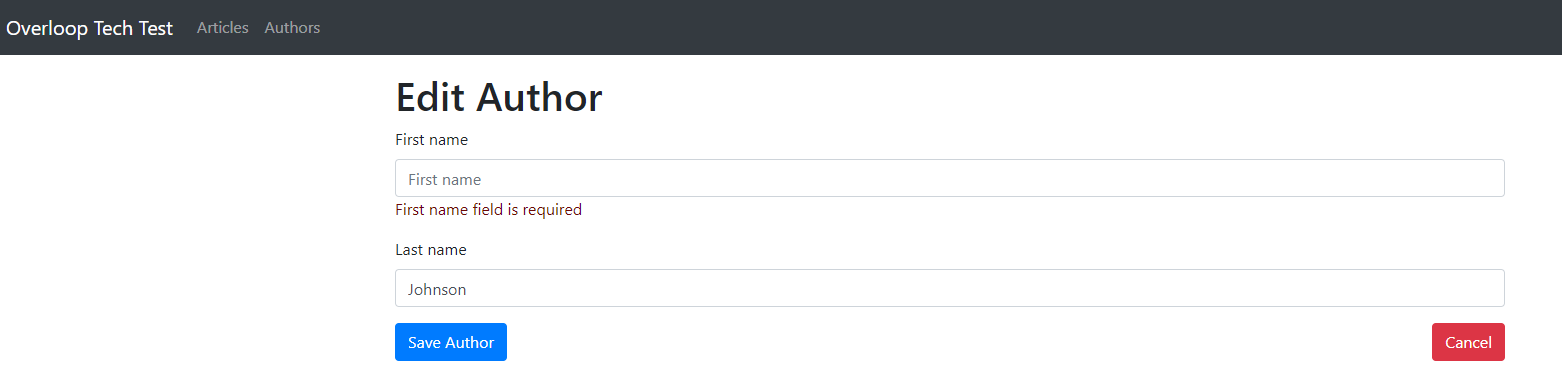 Overloop Tech Test Articles Authors
Edit Author
First name
First name
First name field is required
Last name
Johnson
Save Author Cancel